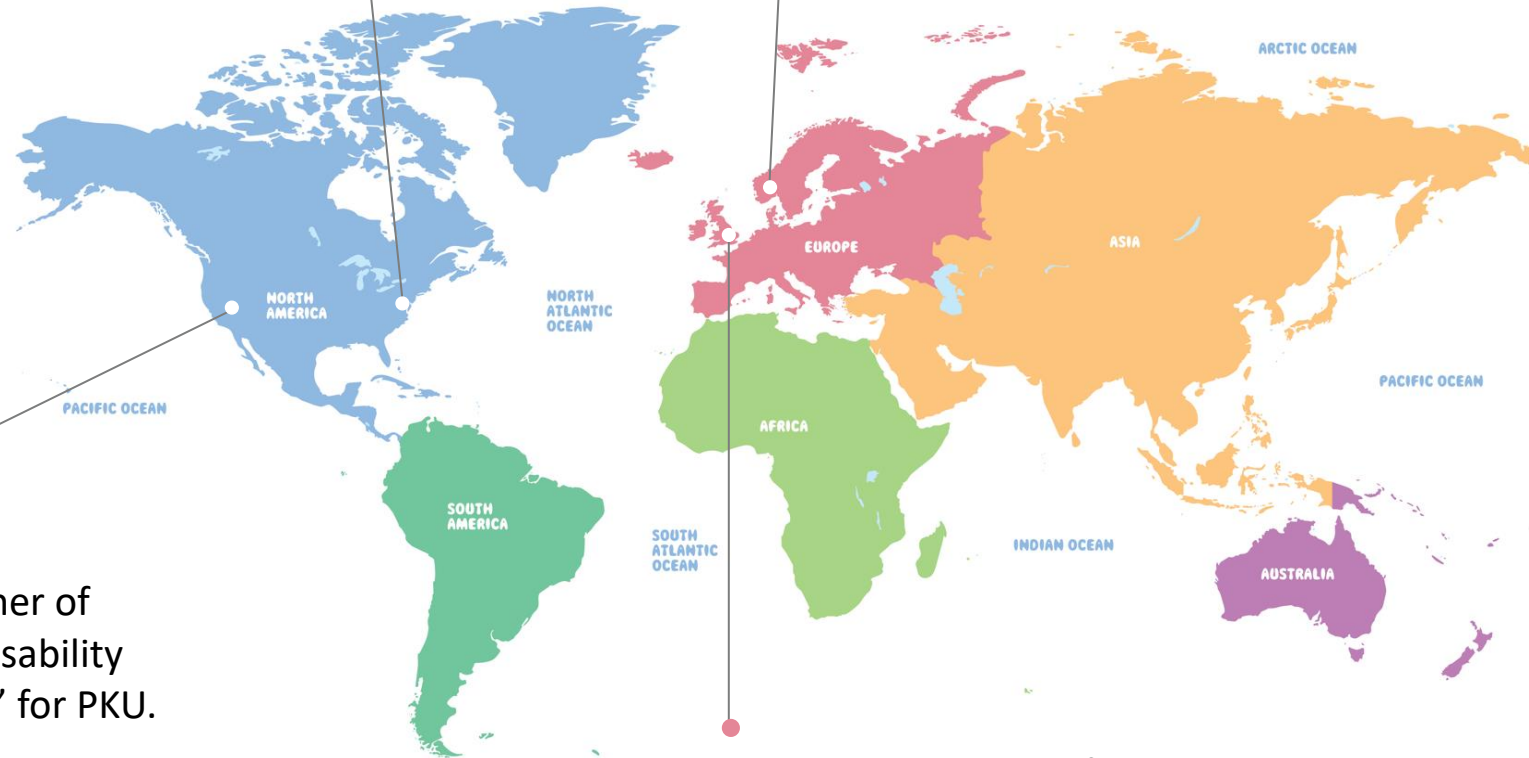 ARCTIC OCEAN
EUROPE
ASIA
NORTH
AMERICA
NORTH
ATLANTIC
OCEAN
PACIFIC OCEAN
PACIFIC OCEAN
AFRICA
SOUTH
AMERICA
SOUTH
ATLANTIC
OCEAN
INDIAN OCEAN
AUSTRALIA
for PKU.